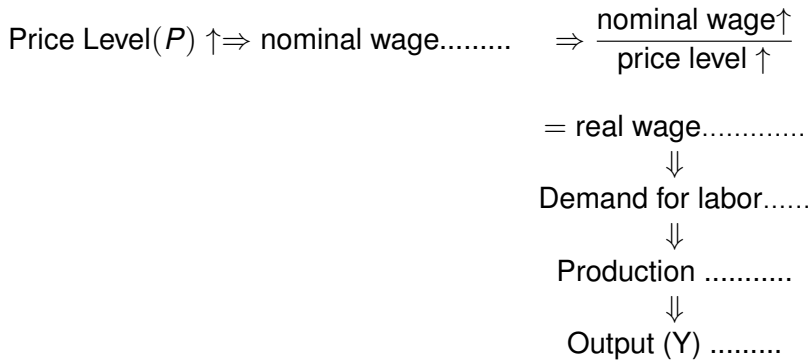 Price Level(P) ↑⇒ nominal wage......... ⇒ nominal wage↑
price level ↑
= real wage.............
⇓
Demand for labor......
⇓
Production ...........
⇓
Output (Y) .........